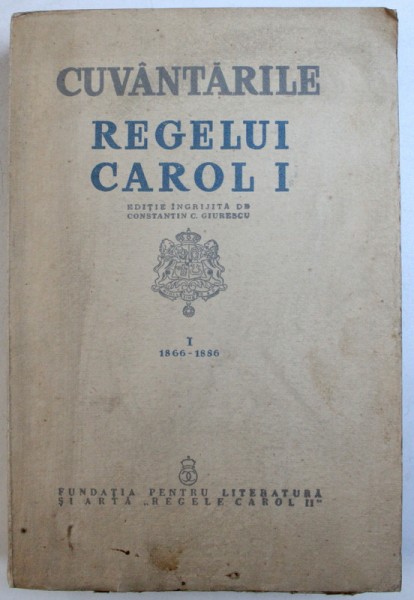 CUVÂNTĂRILE
REGELUI
CAROL I
EDIȚIE ÎNGRIJITĂ DE
CONSTANTIN C. GIURESCU
I
1866-1886
FUNDAȚIA PENTRU LITERATURĂ
ȘI ARTĂ „REGELE CAROL II"